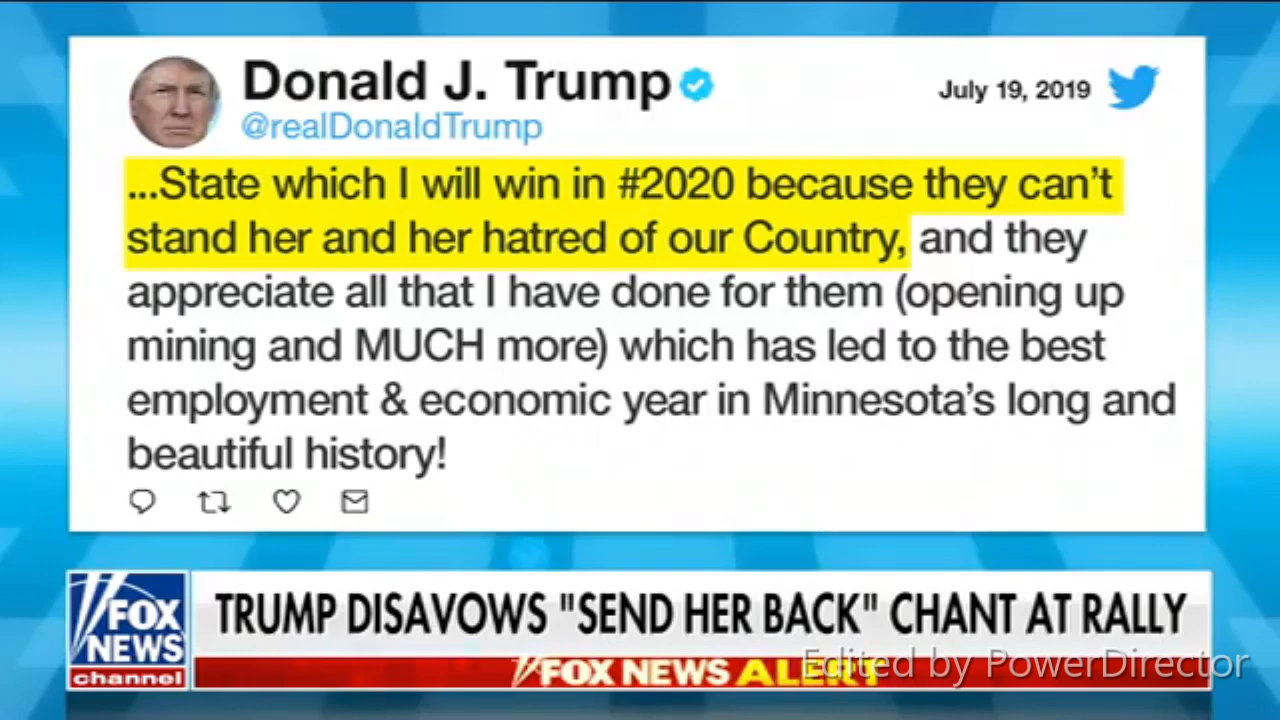 Donald J. Trump
July 19, 2019
@realDonaldTrump
...State which I will win in #2020 because they can't
stand her and her hatred of our Country, and they
appreciate all that I have done for them (opening up
mining and MUCH more) which has led to the best
employment & economic year in Minnesota's long and
beautiful history!
FOX
NEWS
channel
TRUMP DISAVOWS "SEND HER BACK" CHANT AT RALLY
FOX NEWS ALERT
Edited by PowerDirector